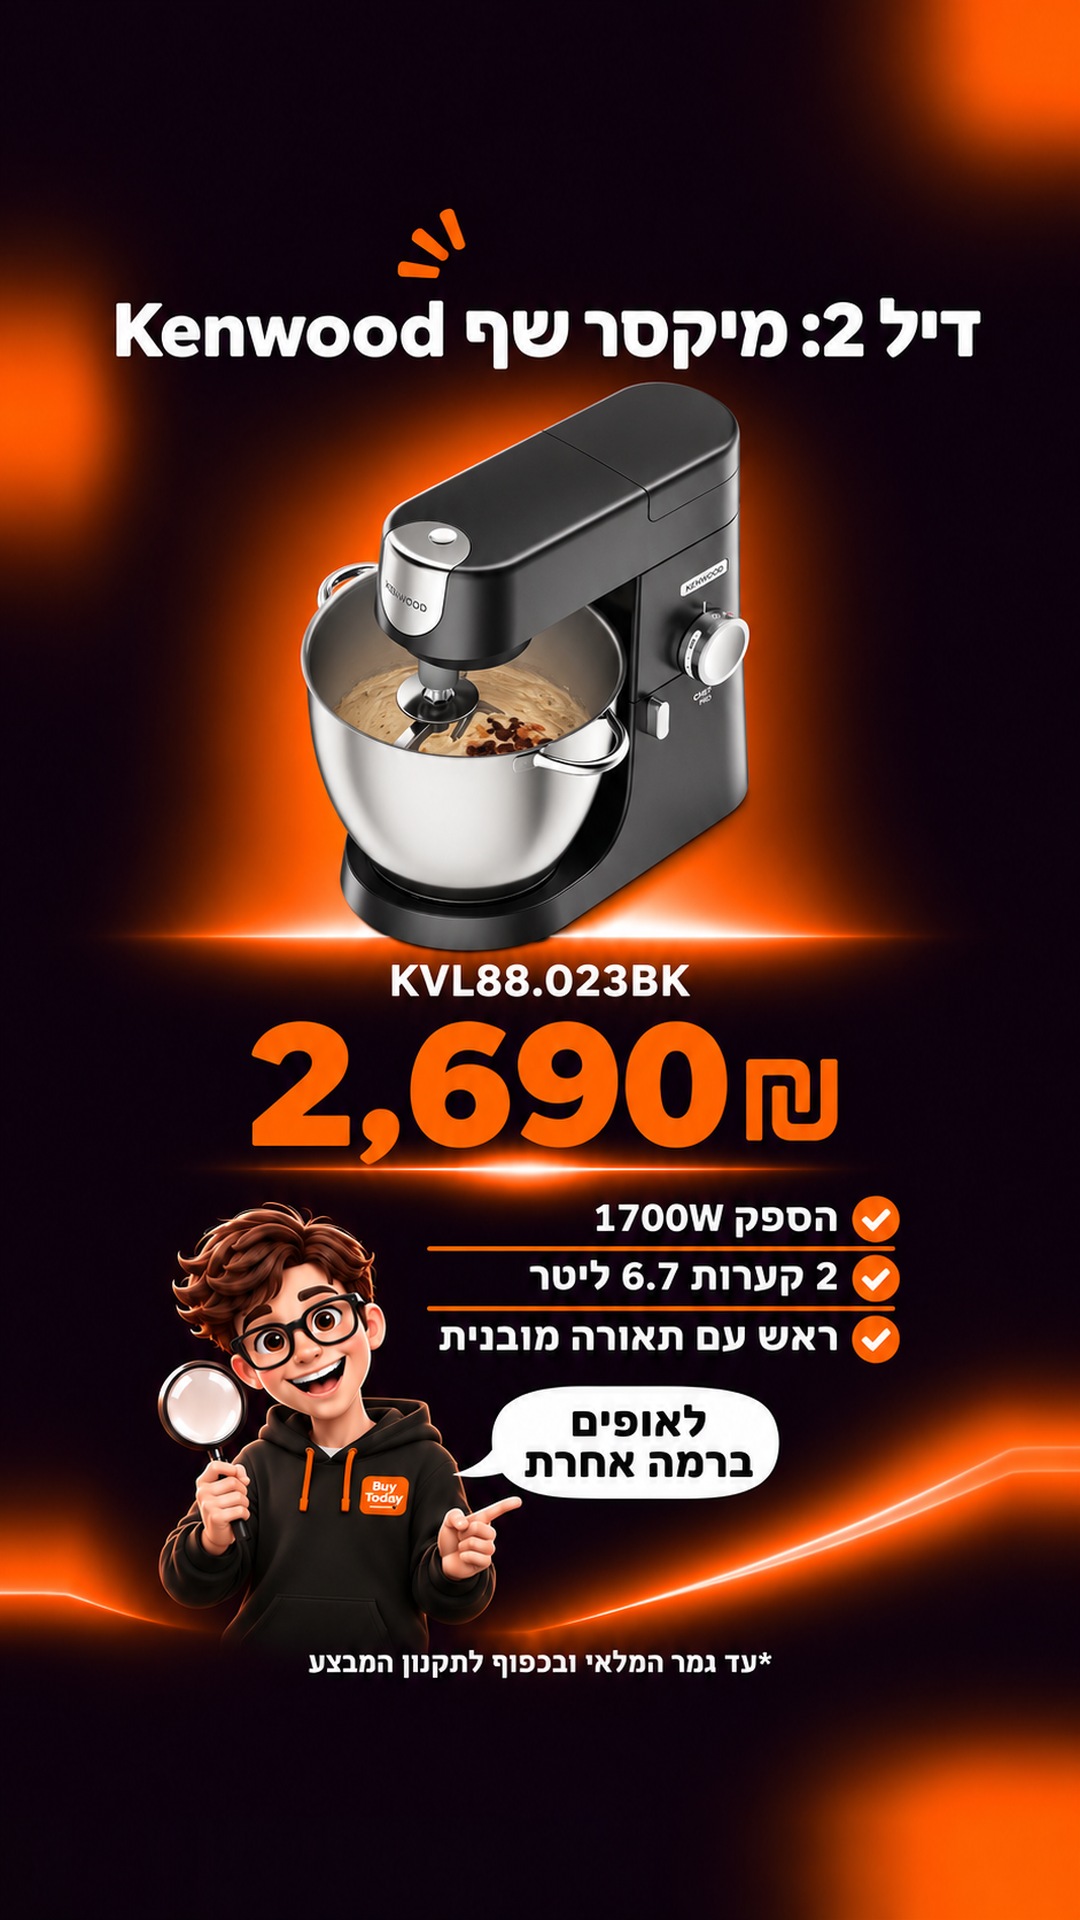 דיל 2: מיקסר שף Kenwood
KENWOOD
KENWOOD
CHEF
KVL88.023BK
2,690 ₪
הספק 1700W
2 קערות 6.7 ליטר
ראש עם תאורה מובנית
לאופים
ברמה אחרת
Buy
Today
*עד גמר המלאי ובכפוף לתקנון המבצע